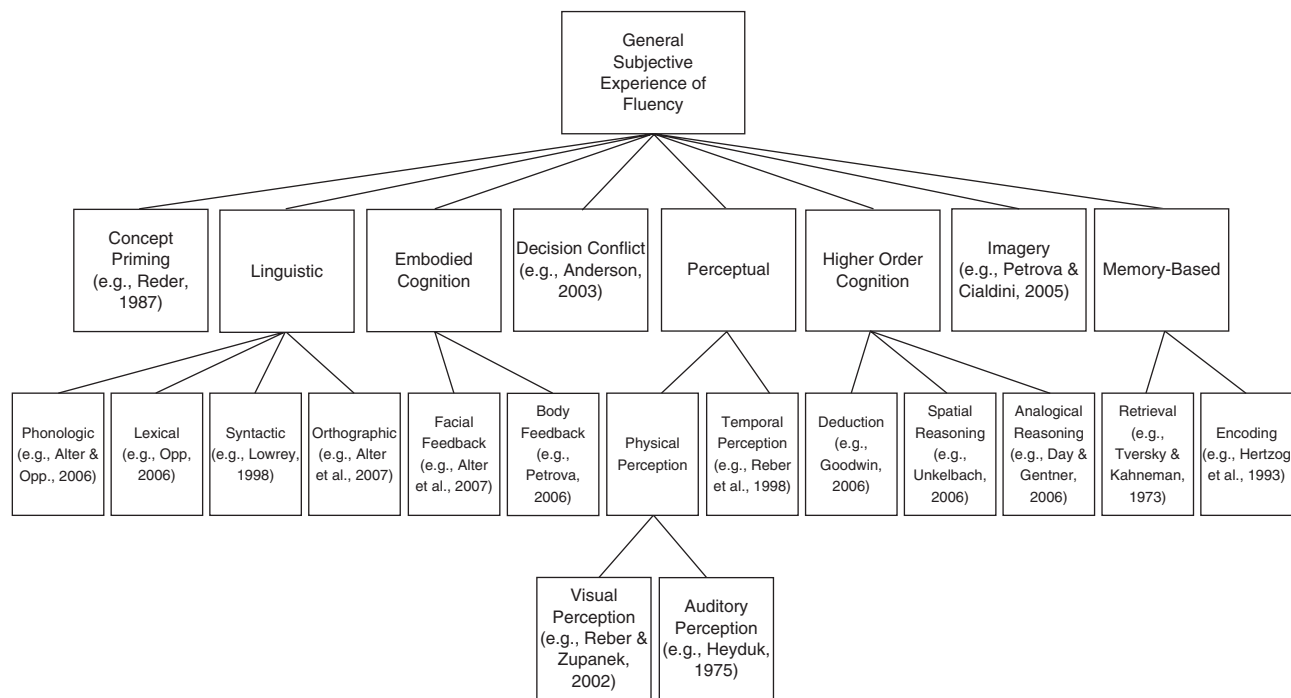 General
Subjective
Experience of
Fluency
Concept
Priming
(e.g., Reder,
1987)
Linguistic
Embodied
Cognition
Decision Conflict
(e.g., Anderson,
2003)
Perceptual
Higher Order
Cognition
Imagery
(e.g., Petrova &
Cialdini, 2005)
Memory-Based
Phonologic
(e.g., Alter &
Opp., 2006)
Lexical
(e.g., Opp,
2006)
Syntactic
(e.g., Lowrey,
1998)
Orthographic
(e.g., Alter
et al., 2007)
Facial
Feedback
(e.g., Alter
et al., 2007)
Body
Feedback
(e.g.,
Petrova,
2006)
Physical
Perception
Temporal
Perception
(e.g., Reber
et al., 1998)
Deduction
(e.g.,
Goodwin,
2006)
Spatial
Reasoning
(e.g.,
Unkelbach,
2006)
Analogical
Reasoning
(e.g., Day &
Gentner,
2006)
Retrieval
(e.g.,
Tversky &
Kahneman,
1973)
Encoding
(e.g., Hertzog
et al., 1993)
Visual
Perception
(e.g., Reber &
Zupanek,
2002)
Auditory
Perception
(e.g., Heyduk,
1975)